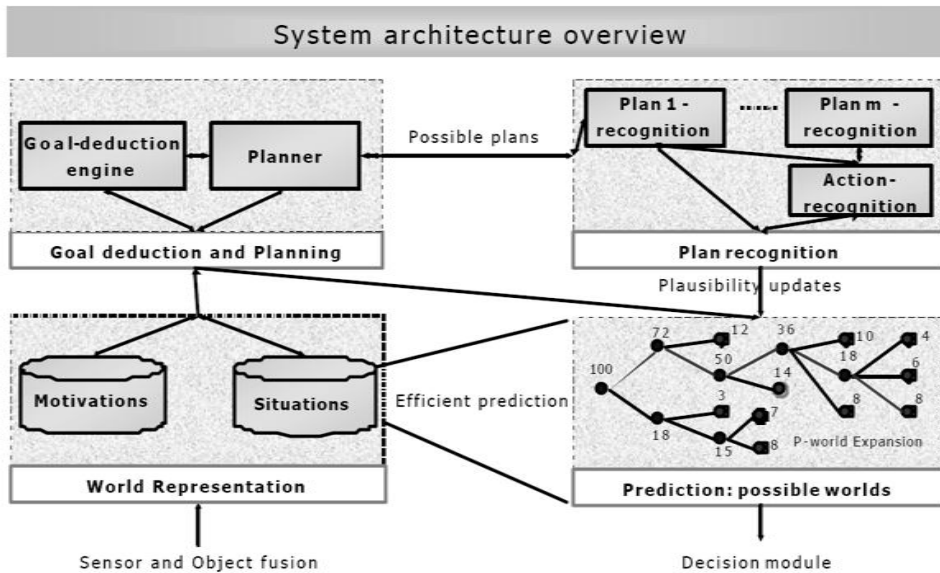 System architecture overview
Goal-deduction
engine
Planner
Possible plans
Plan 1 -
recognition
Plan m -
recognition
Action-
recognition
Goal deduction and Planning
Plan recognition
Plausibility updates
Motivations
Situations
Efficient prediction
100
72
12
50
14
36
10
18
4
6
8
8
18
3
15
7
8
P-world Expansion
World Representation
Prediction: possible worlds
Sensor and Object fusion
Decision module